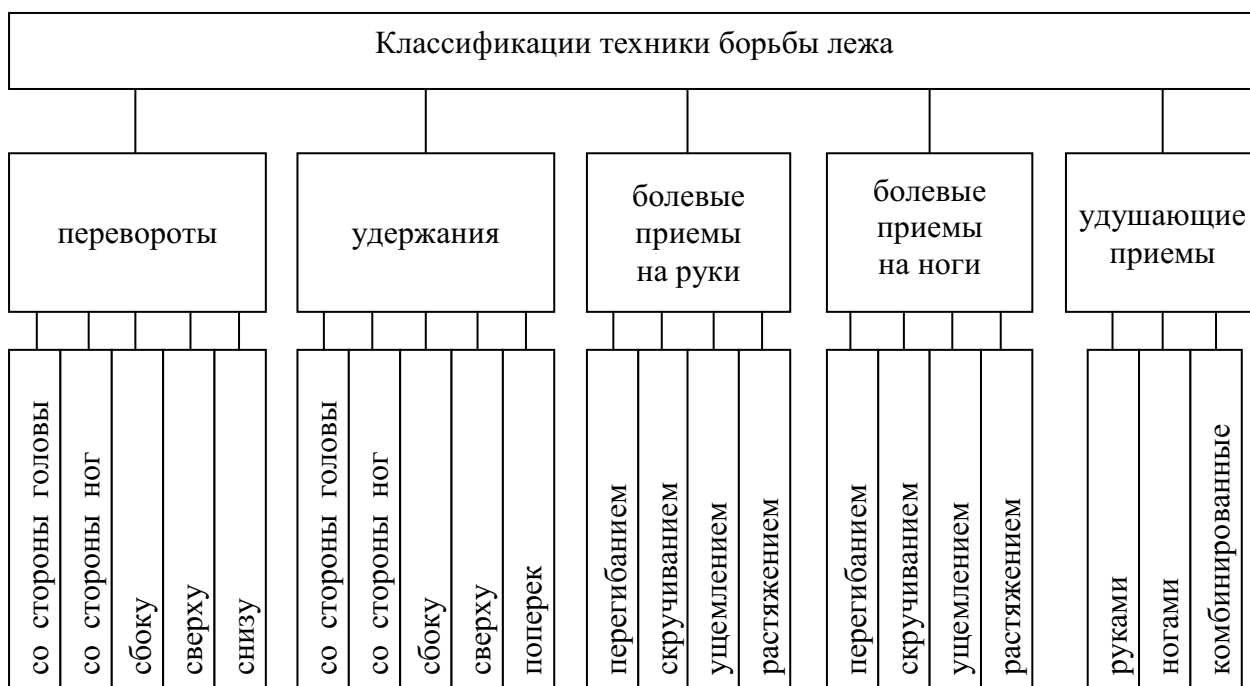 Классификации техники борьбы лежа
перевороты
удержания
болевые
приемы
на руки
болевые
приемы
на ноги
удушающие
приемы
со стороны головы
со стороны ног
сбоку
сверху
снизу
со стороны головы
со стороны ног
сбоку
сверху
поперек
перегибанием
скручиванием
ущемлением
растяжением
перегибанием
скручиванием
ущемлением
растяжением
руками
ногами
комбинированные